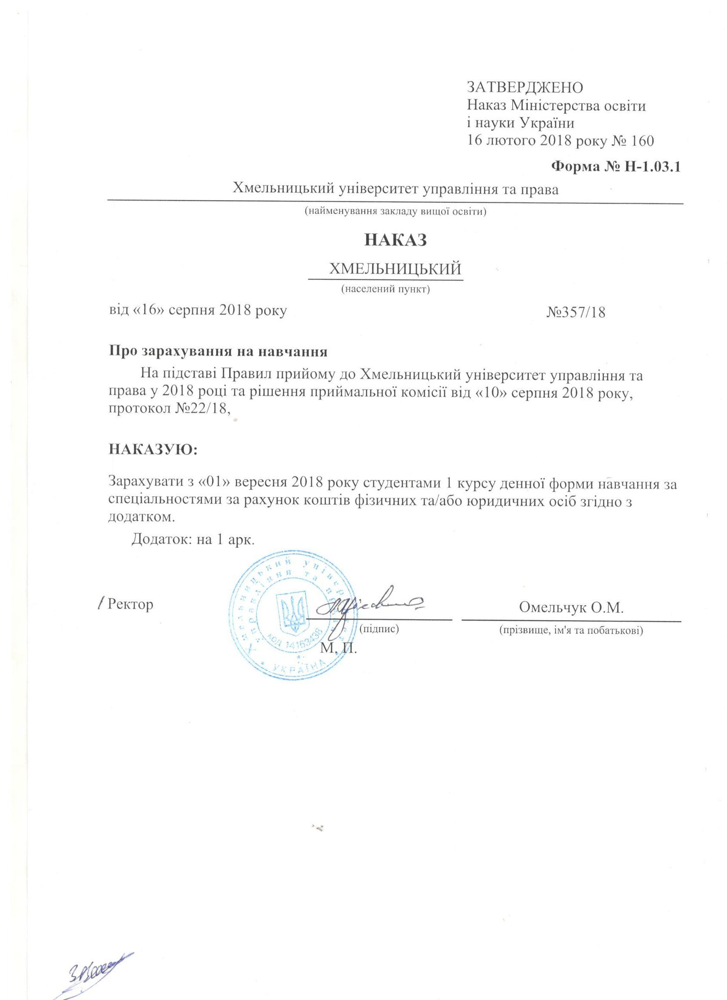 ЗАТВЕРДЖЕНО
Наказ Міністерства освіти
і науки України
16 лютого 2018 року № 160
Форма № Н-1.03.1
Хмельницький університет управління та права
(найменування закладу вищої освіти)
НАКАЗ
ХМЕЛЬНИЦЬКИЙ
(населений пункт)
від «16» серпня 2018 року №357/18
Про зарахування на навчання
На підставі Правил прийому до Хмельницький університет управління та
права у 2018 році та рішення приймальної комісії від «10» серпня 2018 року,
протокол №22/18,
НАКАЗУЮ:
Зарахувати з «01» вересня 2018 року студентами 1 курсу денної форми навчання за
спеціальностями за рахунок коштів фізичних та/або юридичних осіб згідно з
додатком.
Додаток: на 1 арк.
Хмельницький університет
управління та права
код 14163438
УКРАЇНА
/ Ректор Омельчук О.М.
(підпис) (прізвище, ім'я та побатькові)
М. П.